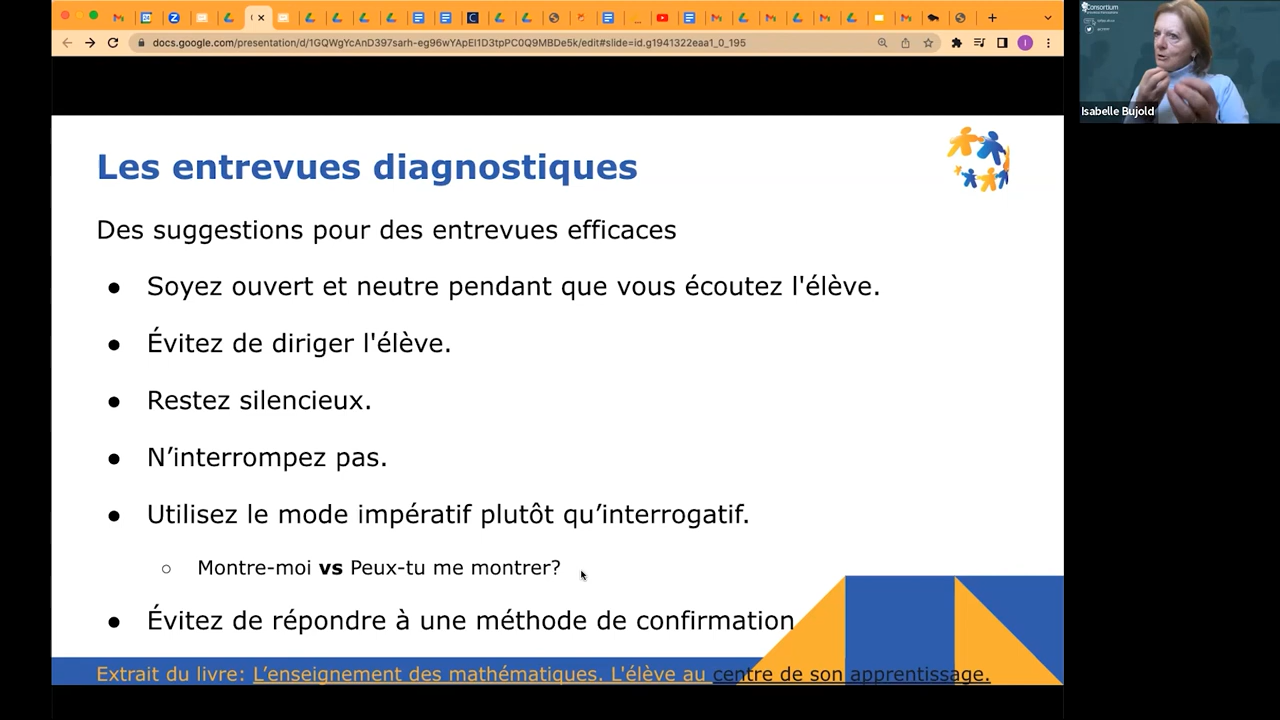 docs.google.com/presentation/d/1GQWgYcAnD397sarh-eg96wYApEI1D3tpPC0Q9MBDe5k/edit#slide=id.g1941322eaa1_0_195
Consortium
Isabelle Bujold
Les entrevues diagnostiques
Des suggestions pour des entrevues efficaces
● Soyez ouvert et neutre pendant que vous écoutez l'élève.
● Évitez de diriger l'élève.
● Restez silencieux.
● N’interrompez pas.
● Utilisez le mode impératif plutôt qu’interrogatif.
○ Montre-moi vs Peux-tu me montrer?
● Évitez de répondre à une méthode de confirmation
Extrait du livre: L’enseignement des mathématiques. L'élève au centre de son apprentissage.